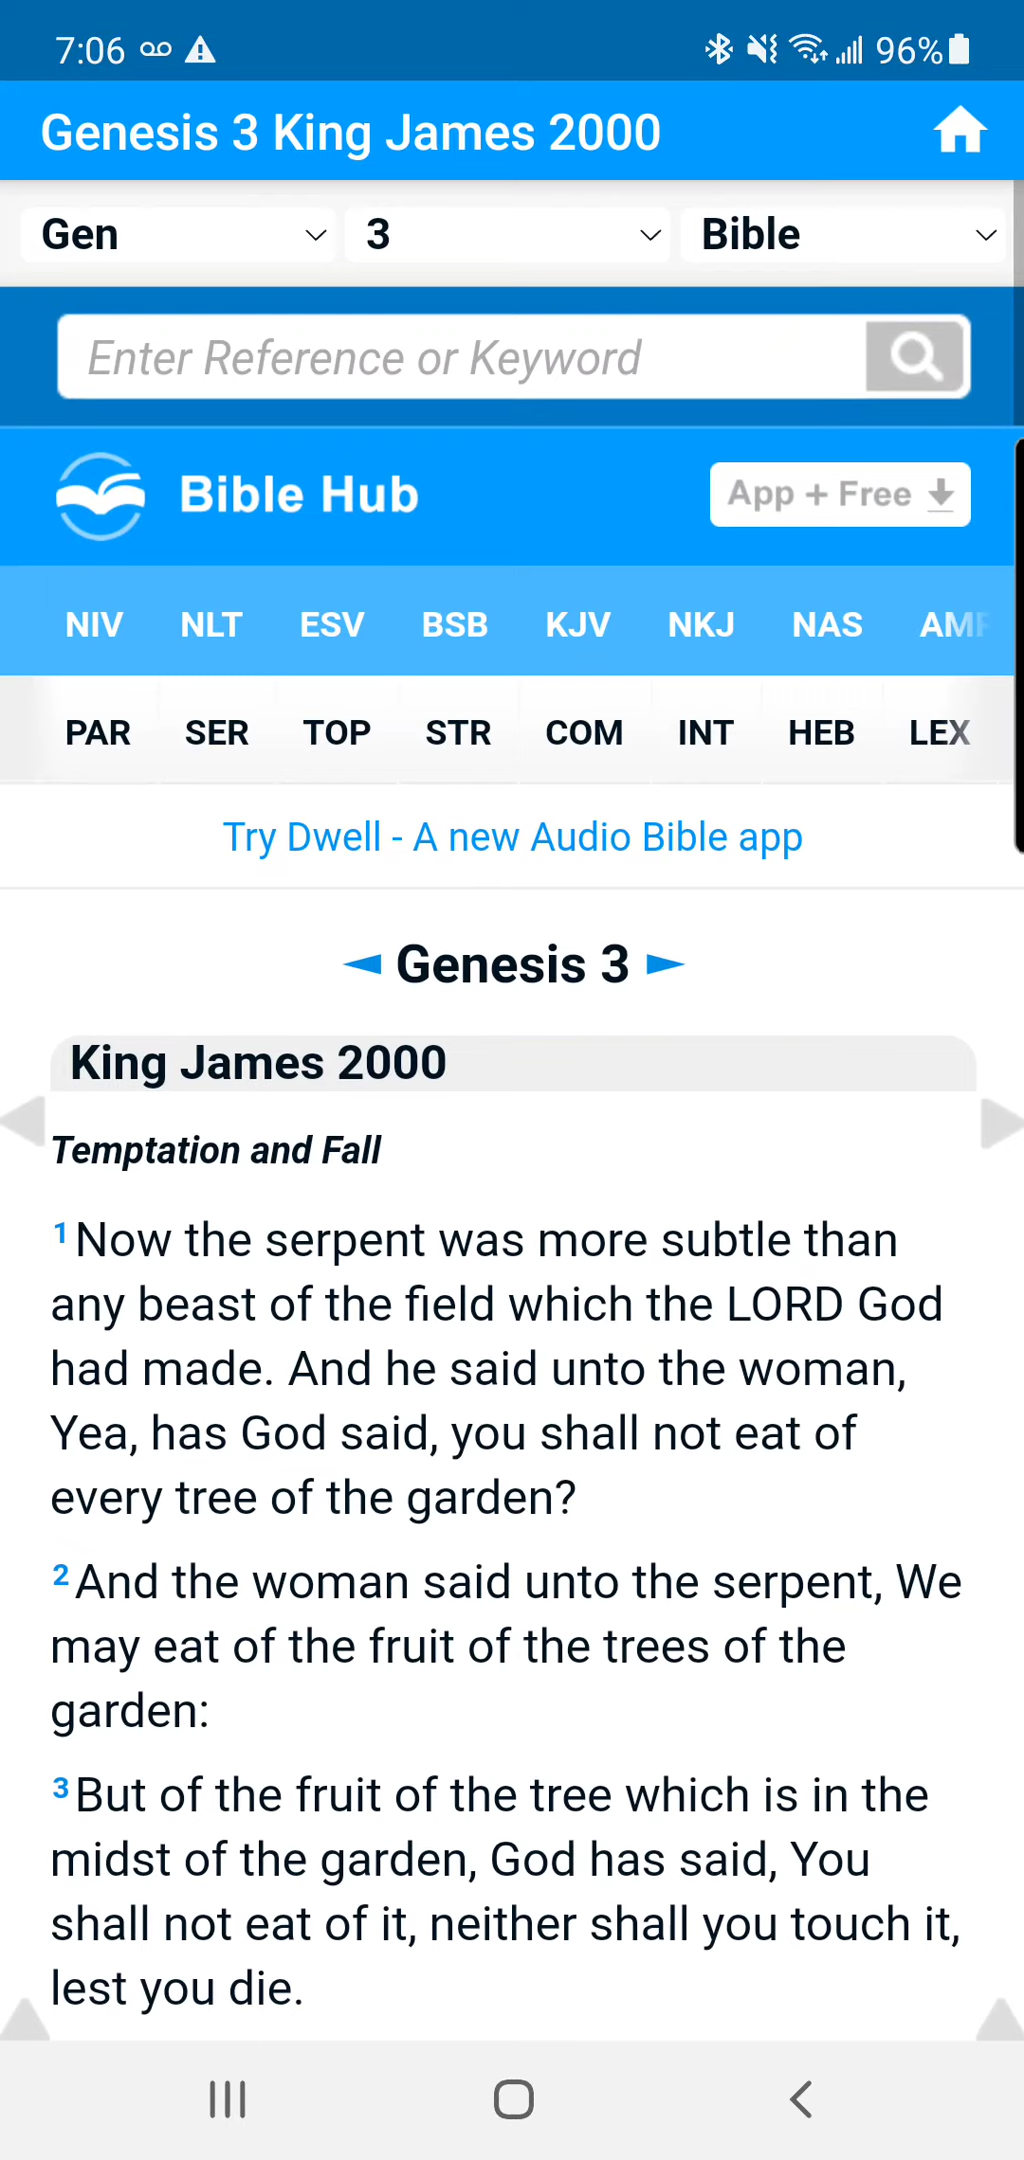 7:06 96%
Genesis 3 King James 2000
Gen 3 Bible
Enter Reference or Keyword
Bible Hub App + Free
NIV NLT ESV BSB KJV NKJ NAS AM
PAR SER TOP STR COM INT HEB LEX
Try Dwell - A new Audio Bible app
Genesis 3
King James 2000
Temptation and Fall
1 Now the serpent was more subtle than
any beast of the field which the LORD God
had made. And he said unto the woman,
Yea, has God said, you shall not eat of
every tree of the garden?
2 And the woman said unto the serpent, We
may eat of the fruit of the trees of the
garden:
3 But of the fruit of the tree which is in the
midst of the garden, God has said, You
shall not eat of it, neither shall you touch it,
lest you die.